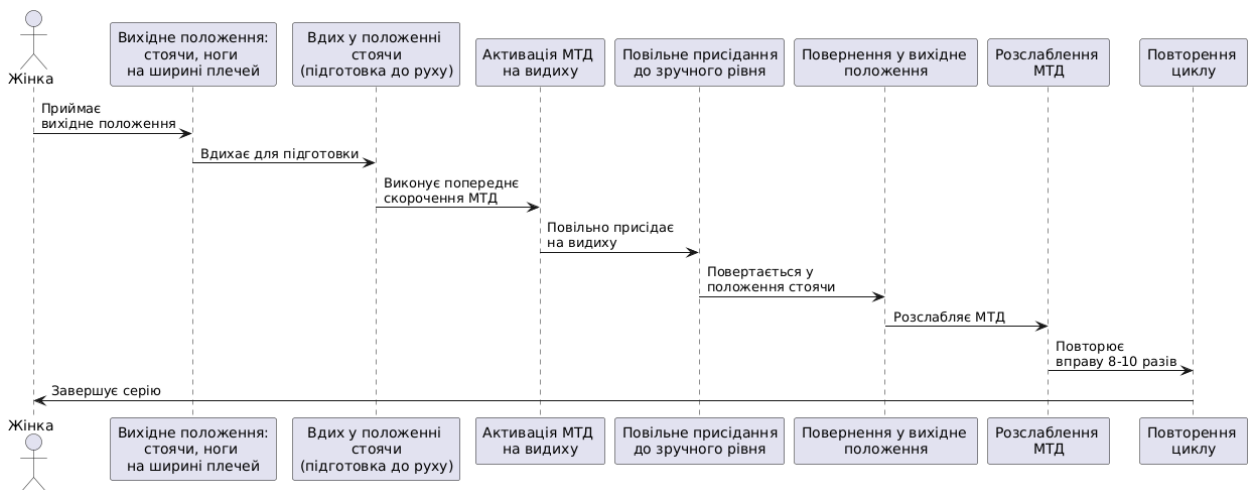 Жінка
Вихідне положення:
стоячи, ноги
на ширині плечей
Вдих у положенні
стоячи
(підготовка до руху)
Активація МТД
на видиху
Повільне присідання
до зручного рівня
Повернення у вихідне
положення
Розслаблення
МТД
Повторення
циклу
Приймає
вихідне положення
Вдихає для підготовки
Виконує попереднє
скорочення МТД
Повільно присідає
на видиху
Повертається у
положення стоячи
Розслабляє МТД
Повторює
вправу 8-10 разів
Завершує серію
Жінка
Вихідне положення:
стоячи, ноги
на ширині плечей
Вдих у положенні
стоячи
(підготовка до руху)
Активація МТД
на видиху
Повільне присідання
до зручного рівня
Повернення у вихідне
положення
Розслаблення
МТД
Повторення
циклу